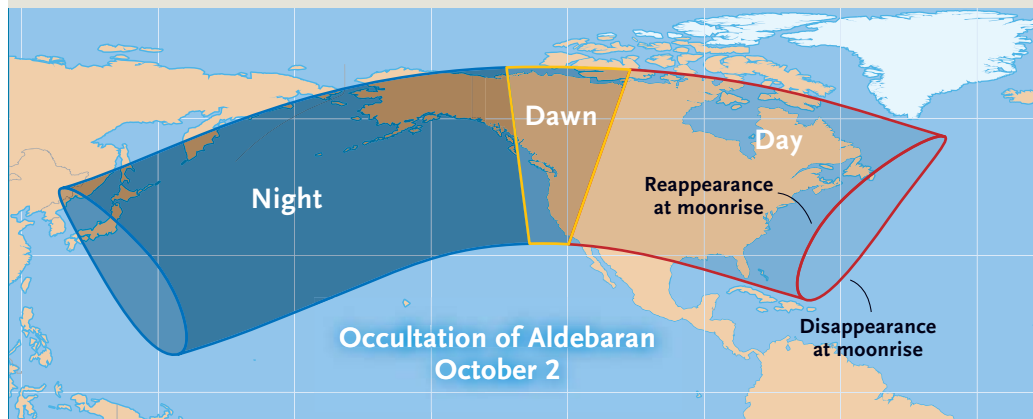 Dawn
Day
Night
Reappearance
at moonrise
Occultation of Aldebaran
October 2
Disappearance
at moonrise